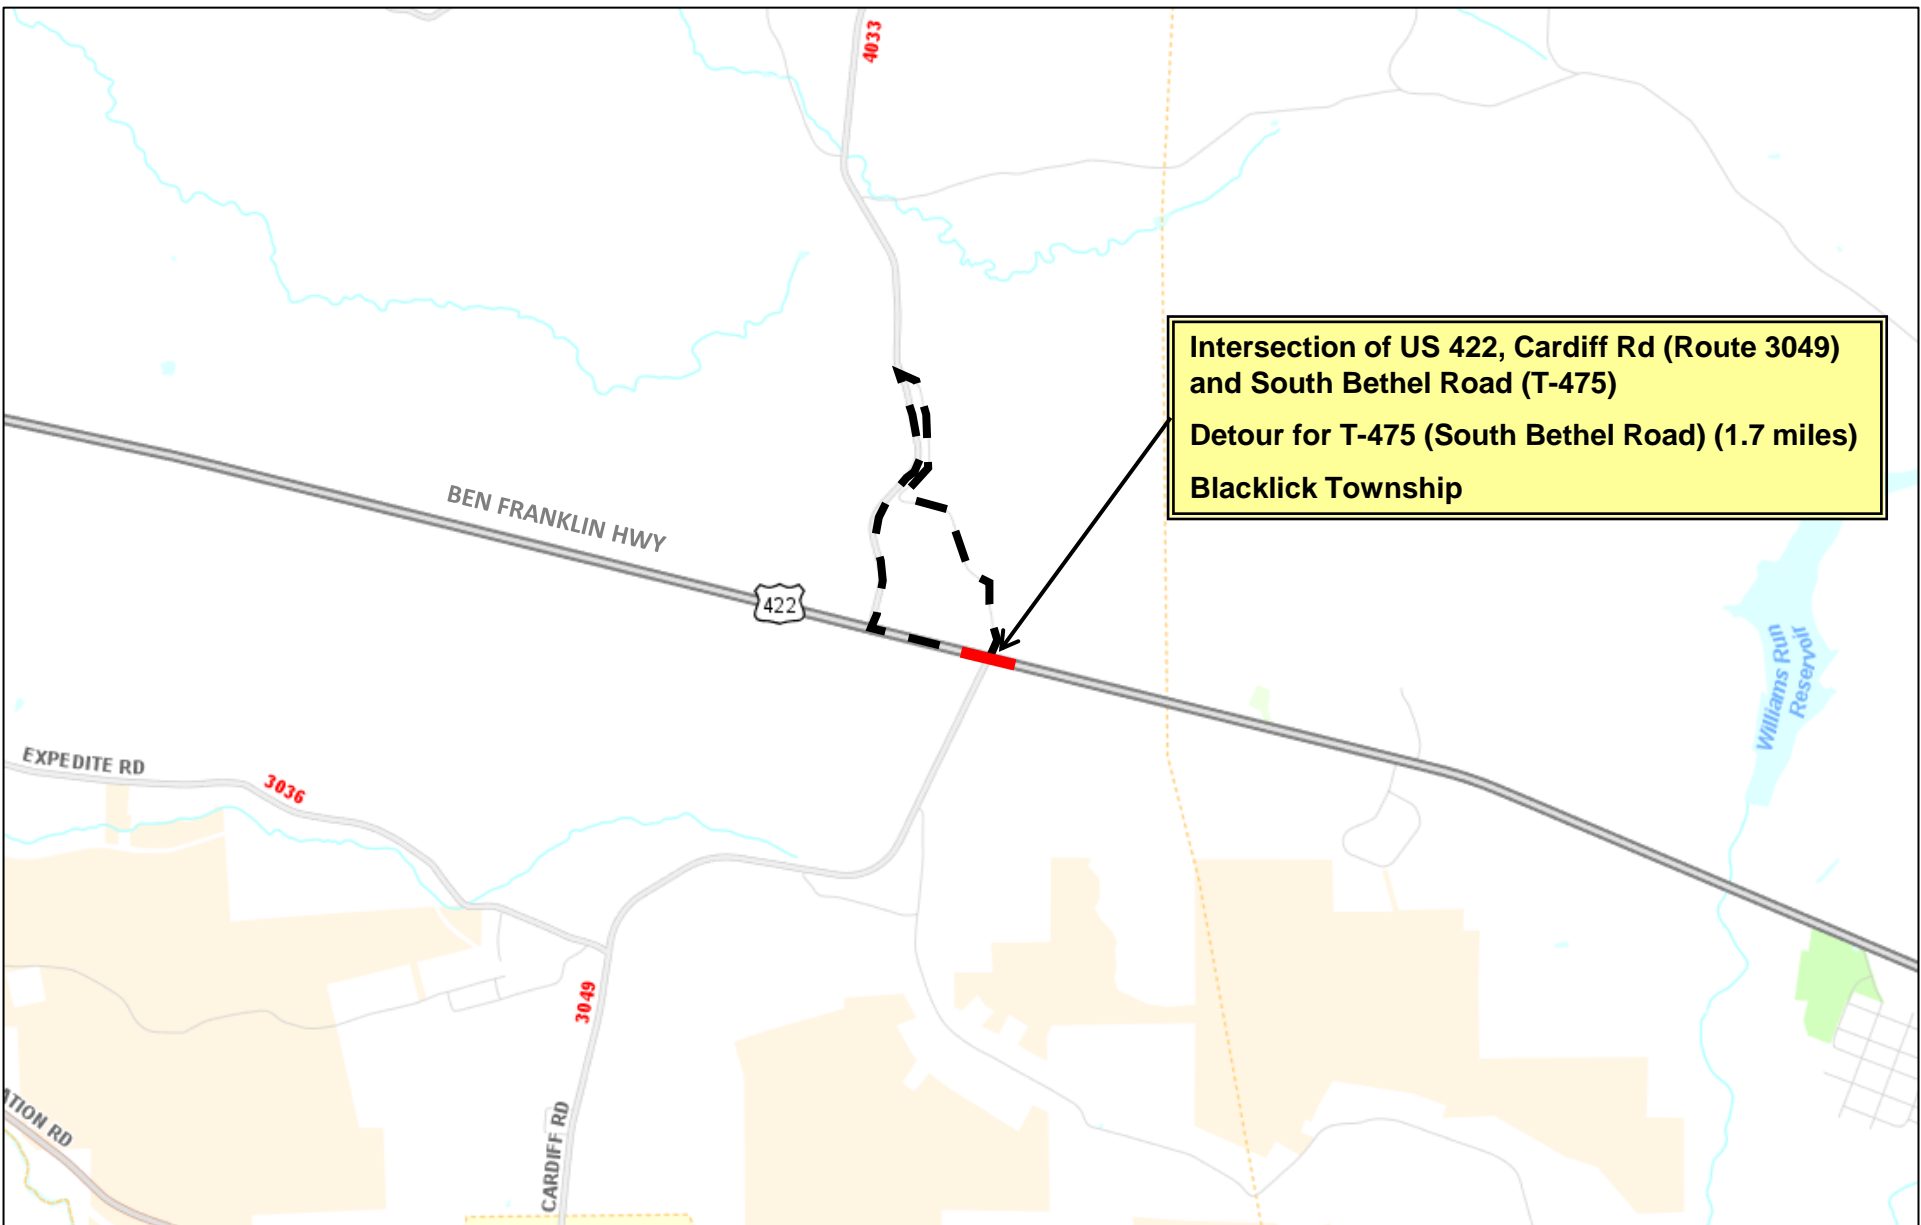 4033
Intersection of US 422, Cardiff Rd (Route 3049)
and South Bethel Road (T-475)
Detour for T-475 (South Bethel Road) (1.7 miles)
Blacklick Township
BEN FRANKLIN HWY
422
Williams Run
Reservoir
EXPEDITE RD
3036
3049
CARDIFF RD
ATION RD